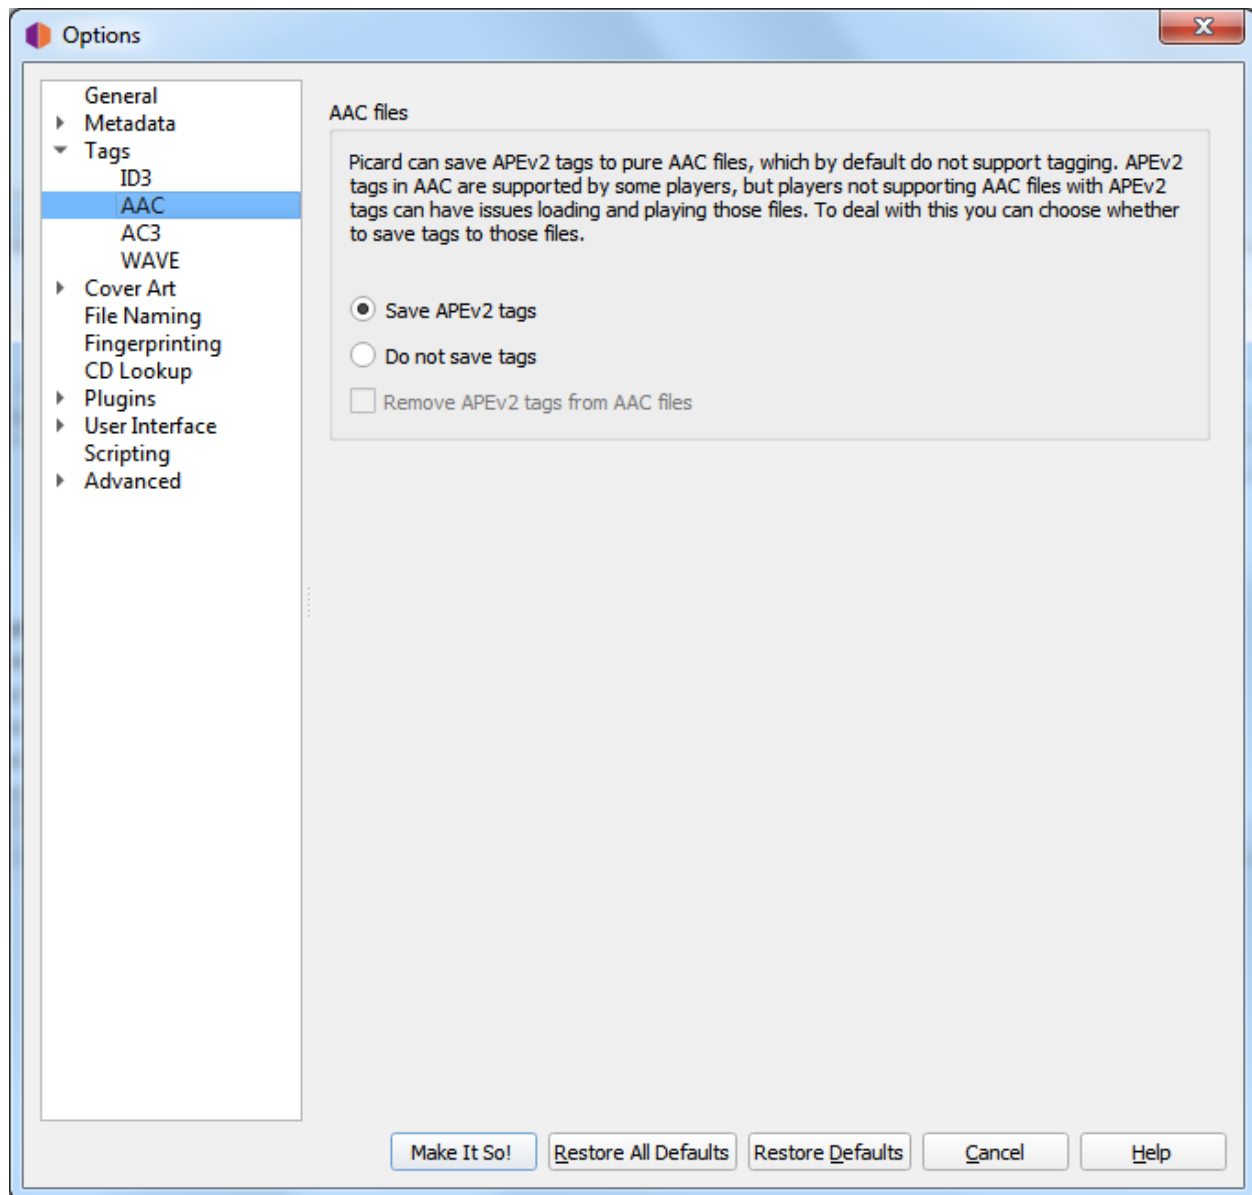 Options
General
Metadata
Tags
ID3
AAC
AC3
WAVE
Cover Art
File Naming
Fingerprinting
CD Lookup
Plugins
User Interface
Scripting
Advanced
AAC files
Picard can save APEv2 tags to pure AAC files, which by default do not support tagging. APEv2
tags in AAC are supported by some players, but players not supporting AAC files with APEv2
tags can have issues loading and playing those files. To deal with this you can choose whether
to save tags to those files.
Save APEv2 tags
Do not save tags
Remove APEv2 tags from AAC files
Make It So!
Restore All Defaults
Restore Defaults
Cancel
Help